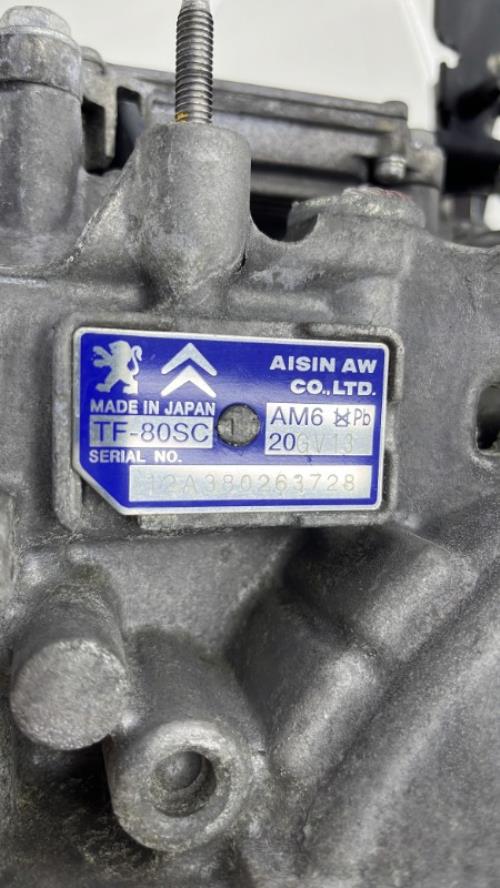 AISIN AW
CO., LTD.
MADE IN JAPAN
TF-80SC
AM6 Pb
20GV13
SERIAL NO.
12A380263728